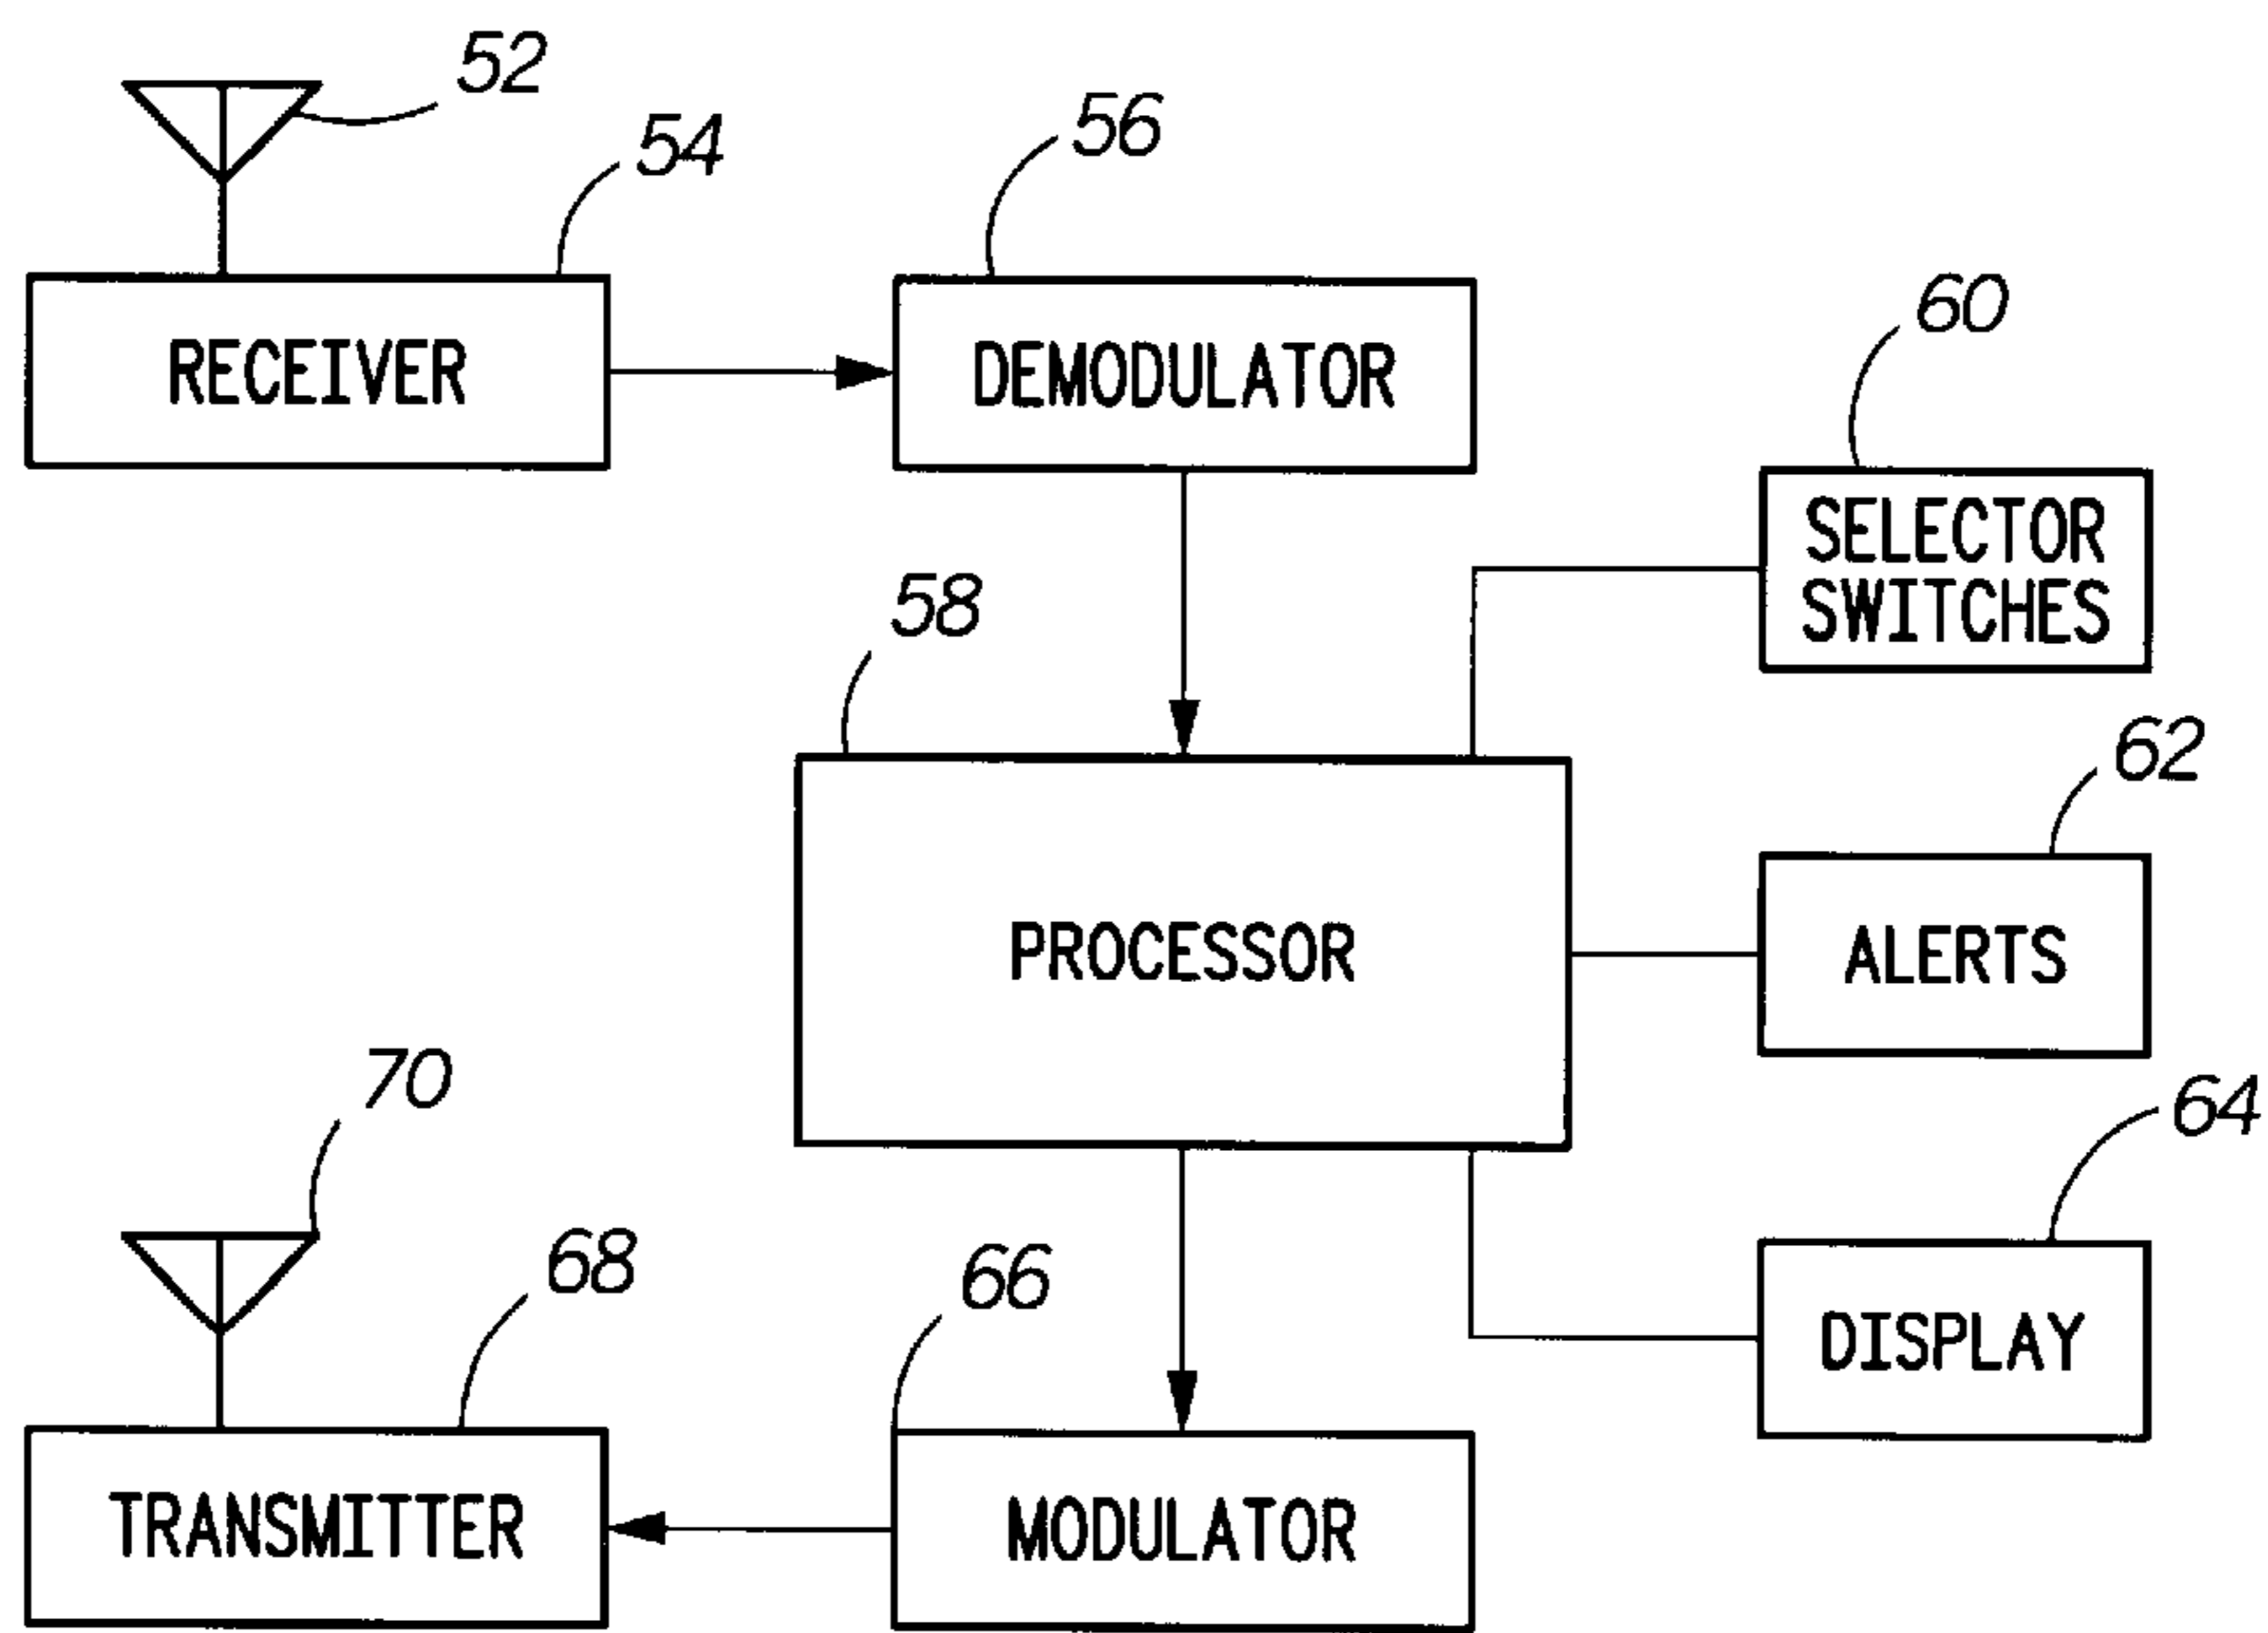 52
54
56
RECEIVER
DEMODULATOR
60
SELECTOR
SWITCHES
58
62
PROCESSOR
ALERTS
70
64
68
66
DISPLAY
TRANSMITTER
MODULATOR